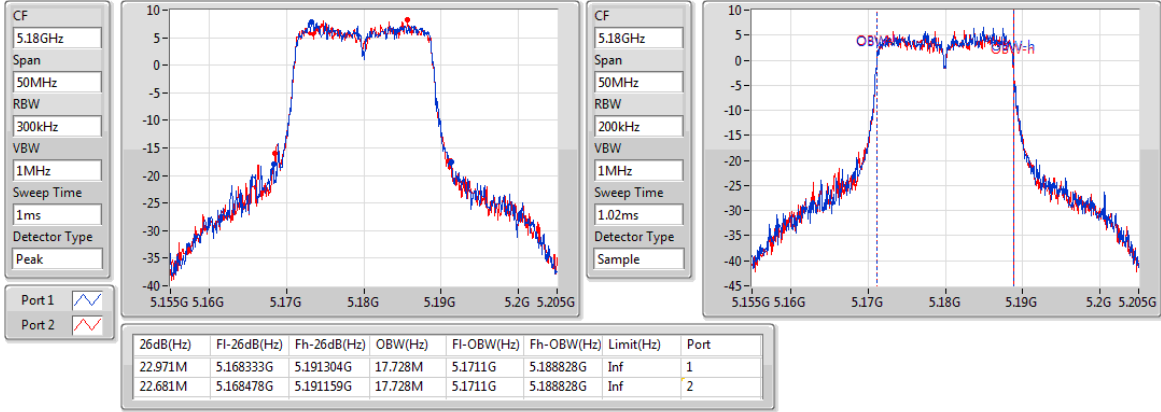 CF
5.18GHz
Span
50MHz
RBW
300kHz
VBW
1MHz
Sweep Time
1ms
Detector Type
Peak
Port 1
Port 2
10
5
0
-5
-10
-15
-20
-25
-30
-35
-40
5.155G 5.16G 5.17G 5.18G 5.19G 5.2G 5.205G
CF
5.18GHz
Span
50MHz
RBW
200kHz
VBW
1MHz
Sweep Time
1.02ms
Detector Type
Sample
10
5
0
-5
-10
-15
-20
-25
-30
-35
-40
-45
OBW-h
5.155G 5.16G 5.17G 5.18G 5.19G 5.2G 5.205G
26dB(Hz) Fl-26dB(Hz) Fh-26dB(Hz) OBW(Hz) Fl-OBW(Hz) Fh-OBW(Hz) Limit(Hz) Port
22.971M 5.168333G 5.191304G 17.728M 5.1711G 5.188828G Inf 1
22.681M 5.168478G 5.191159G 17.728M 5.1711G 5.188828G Inf 2